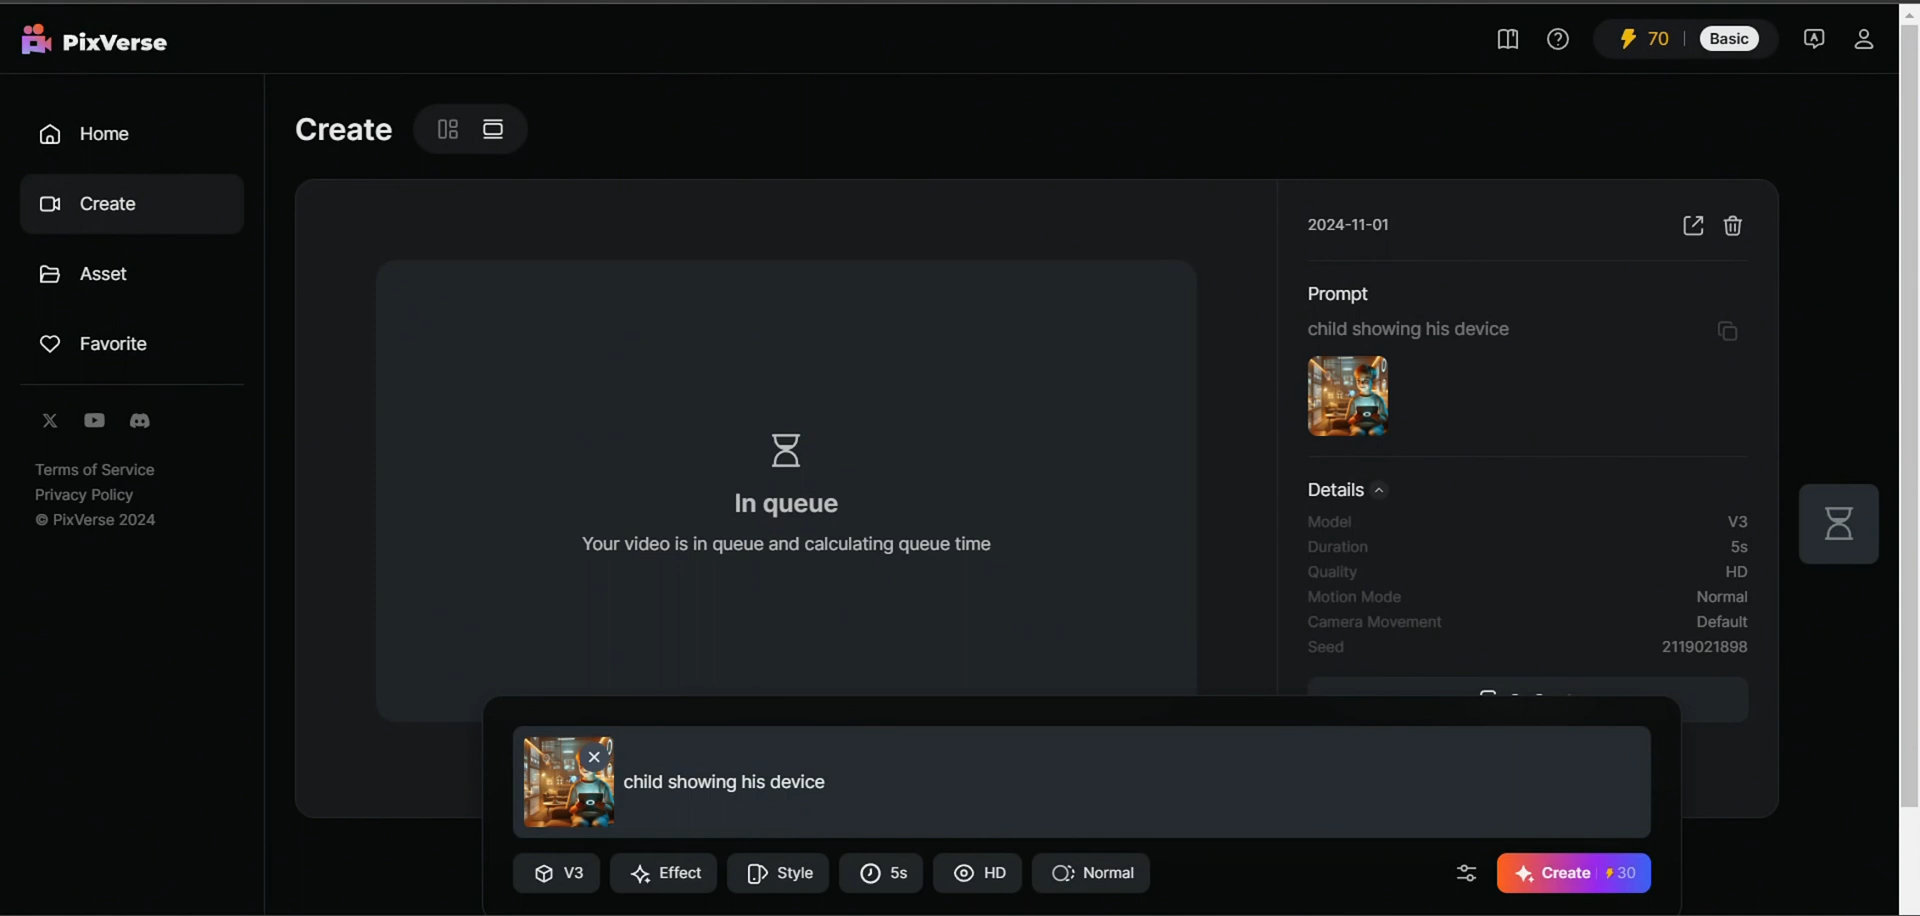 PixVerse
70
Basic
Home
Create
Asset
Favorite
Terms of Service
Privacy Policy
© PixVerse 2024
Create
In queue
Your video is in queue and calculating queue time
2024-11-01
Prompt
child showing his device
Details
Model V3
Duration 5s
Quality HD
Motion Mode Normal
Camera Movement Default
Seed 2119021898
child showing his device
V3 Effect Style 5s HD Normal Create 30